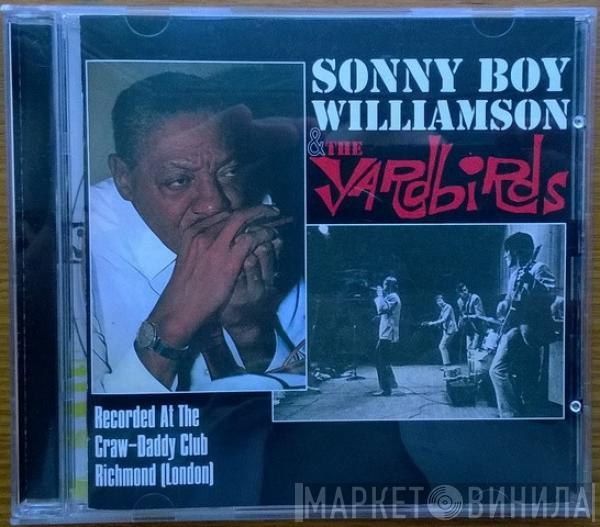 SONNY BOY
WILLIAMSON
& THE
YARDBIRDS
Recorded At The
Craw-Daddy Club
Richmond (London)
МАРКЕТ ВИНИЛА